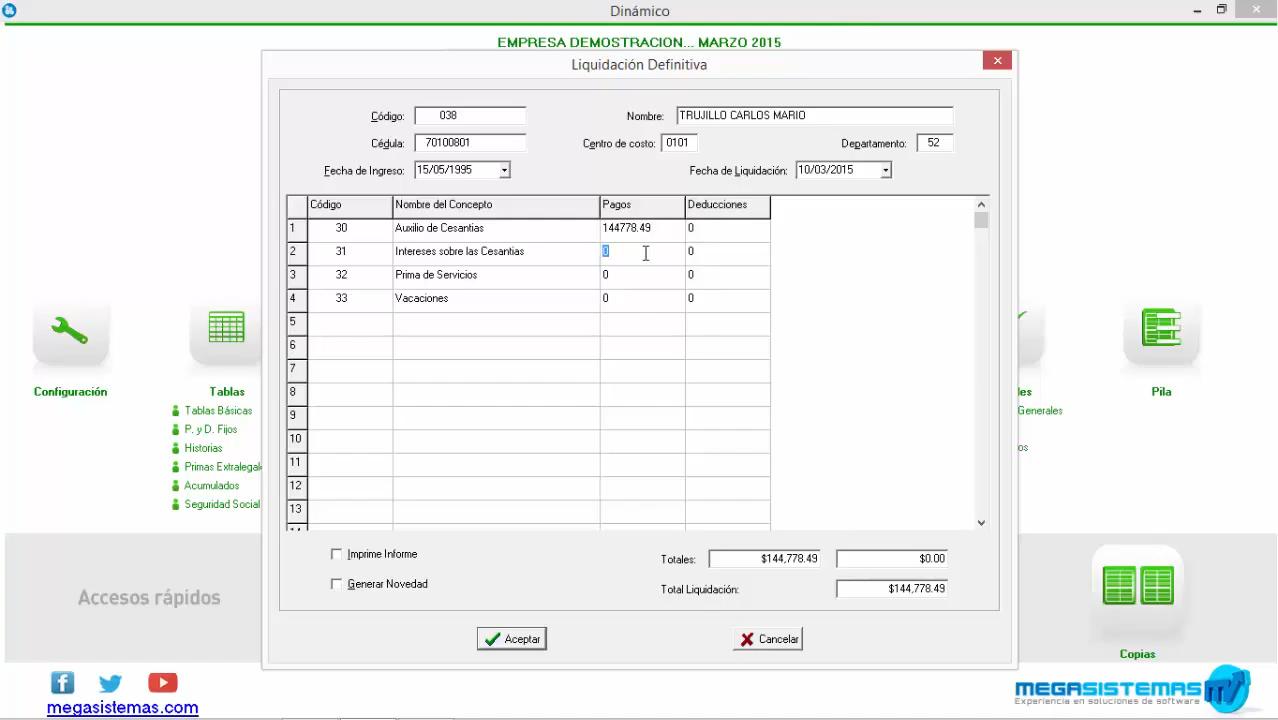 Dinámico
EMPRESA DEMOSTRACION... MARZO 2015
Liquidación Definitiva
Código: 038 Nombre: TRUJILLO CARLOS MARIO
Cédula: 70100801 Centro de costo: 0101 Departamento: 52
Fecha de Ingreso: 15/05/1995 Fecha de Liquidación: 10/03/2015
Código Nombre del Concepto Pagos Deducciones
1 30 Auxilio de Cesantias 144778.49 0
2 31 Intereses sobre las Cesantias 0 0
3 32 Prima de Servicios 0 0
4 33 Vacaciones 0 0
5
6
7
8
9
10
11
12
13
Imprime Informe
Generar Novedad
Totales: $144,778.49 $0.00
Total Liquidación: $144,778.49
Aceptar Cancelar
Configuración
Tablas
Tablas Básicas
P. y D. Fijos
Historias
Primas Extralegal
Acumulados
Seguridad Social
les
Generales
os
Pila
Accesos rápidos
Copias
megasistemas.com
MEGASISTEMAS
Experiencia en soluciones de software